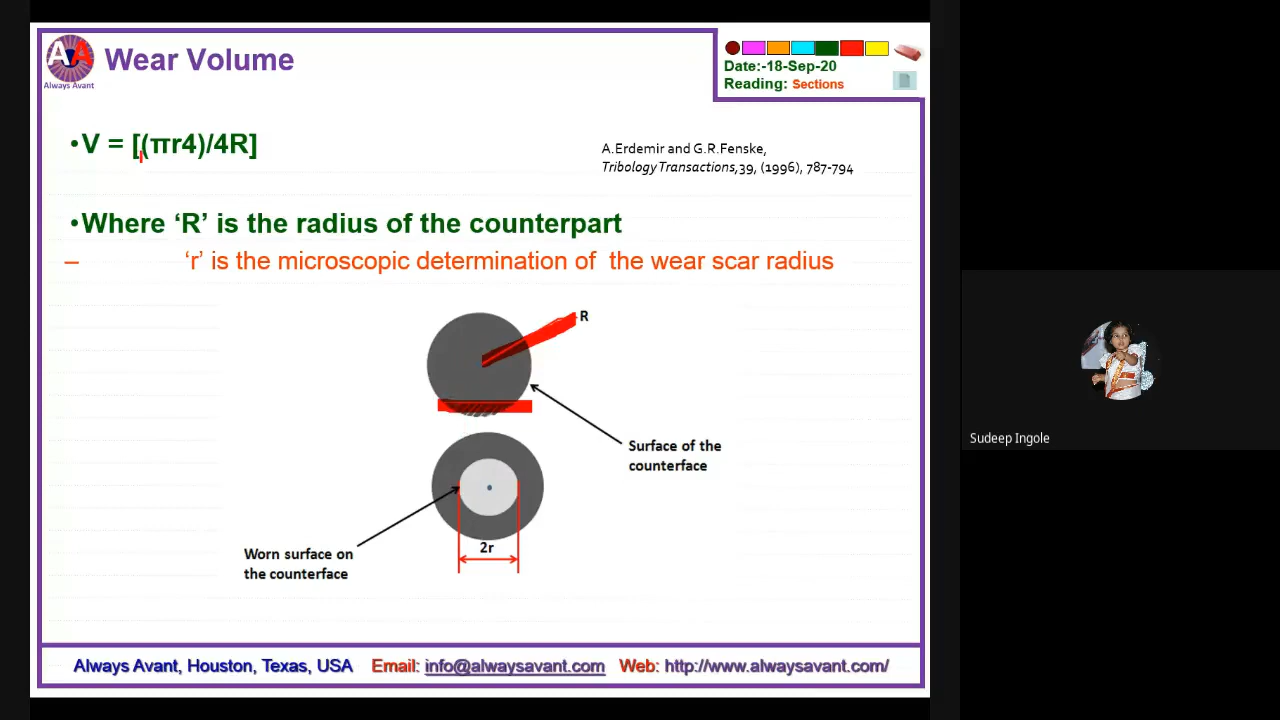 AA
Always Avant
Wear Volume
Date:-18-Sep-20
Reading: Sections
•V = [(πr4)/4R]
A.Erdemir and G.R.Fenske,
Tribology Transactions,39, (1996), 787-794
•Where ‘R’ is the radius of the counterpart
– ‘r’ is the microscopic determination of the wear scar radius
R
Surface of the
counterface
2r
Worn surface on
the counterface
Sudeep Ingole
Always Avant, Houston, Texas, USA Email: info@alwaysavant.com Web: http://www.alwaysavant.com/